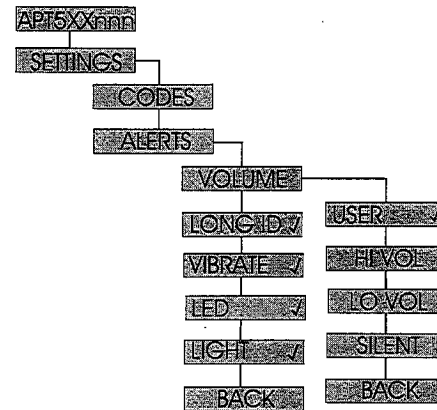 APT5XXnnn
SETTINGS
CODES
ALERTS
VOLUME
LONG ID ✓
VIBRATE ✓
LED ✓
LIGHT ✓
BACK
USER ✓
HI VOL
LO VOL
SILENT
BACK